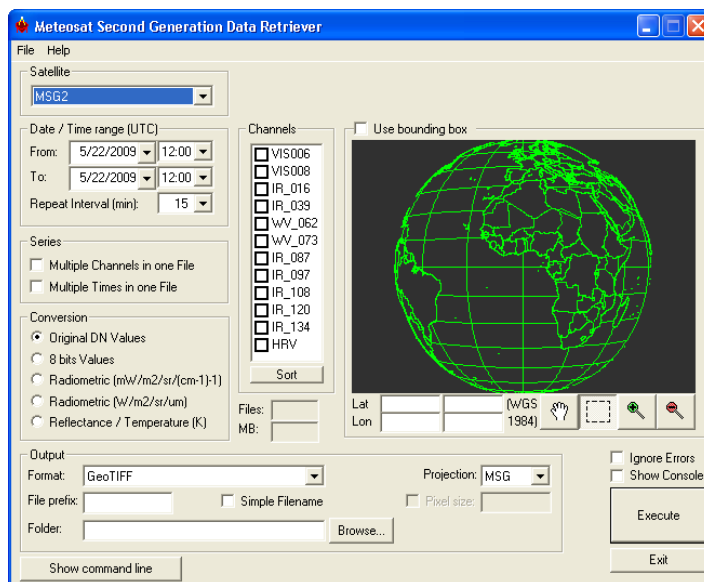 Meteosat Second Generation Data Retriever
File Help
Satellite
MSG2
Date / Time range (UTC)
From: 5/22/2009 12:00
To: 5/22/2009 12:00
Repeat Interval (min): 15
Series
Multiple Channels in one File
Multiple Times in one File
Conversion
Original DN Values
8 bits Values
Radiometric (mW/m2/sr/(cm-1)-1)
Radiometric (W/m2/sr/um)
Reflectance / Temperature (K)
Channels
VIS006
VIS008
IR_016
IR_039
WV_062
WV_073
IR_087
IR_097
IR_108
IR_120
IR_134
HRV
Sort
Files:
MB:
Use bounding box
Lat
Lon
(WGS
1984)
Output
Format: GeoTIFF
Projection: MSG
File prefix:
Simple Filename
Pixel size:
Folder:
Browse...
Ignore Errors
Show Console
Execute
Show command line
Exit